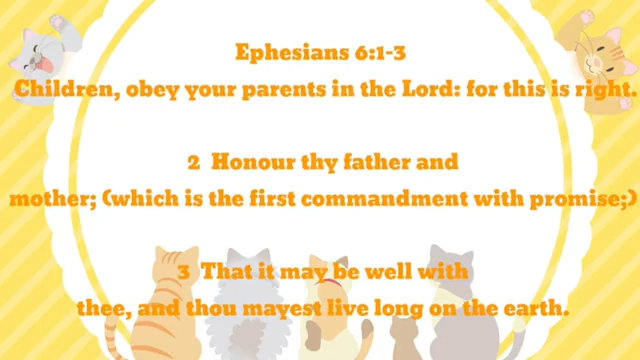 Ephesians 6:1-3
Children, obey your parents in the Lord: for this is right.
2 Honour thy father and
mother; (which is the first commandment with promise;)
3 That it may be well with
thee, and thou mayest live long on the earth.